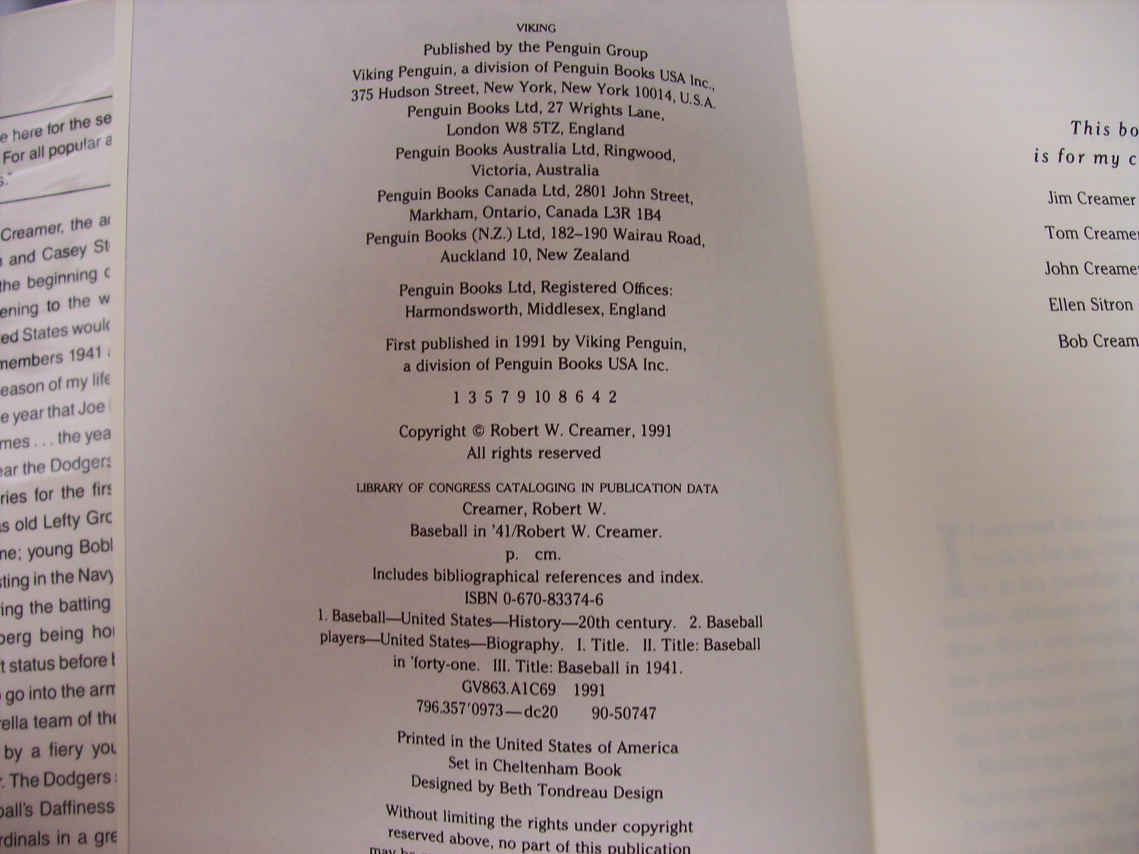 e here for the se
For all popular a
s."
Creamer, the a
and Casey St
the beginning
ening to the w
ed States would
members 1941
eason of my life
e year that Joe
mes . . . the yea
ear the Dodgers
ries for the firs
s old Lefty Gro
ne; young Bob
sting in the Navy
ing the batting
berg being ho
t status before
go into the arm
ella team of the
by a fiery you
. The Dodgers
ball's Daffiness
rdinals in a gre
VIKING
Published by the Penguin Group
Viking Penguin, a division of Penguin Books USA Inc.,
375 Hudson Street, New York, New York 10014, U.S.A.
Penguin Books Ltd, 27 Wrights Lane,
London W8 5TZ, England
Penguin Books Australia Ltd, Ringwood,
Victoria, Australia
Penguin Books Canada Ltd, 2801 John Street,
Markham, Ontario, Canada L3R 1B4
Penguin Books (N.Z.) Ltd, 182–190 Wairau Road,
Auckland 10, New Zealand
Penguin Books Ltd, Registered Offices:
Harmondsworth, Middlesex, England
First published in 1991 by Viking Penguin,
a division of Penguin Books USA Inc.
1 3 5 7 9 10 8 6 4 2
Copyright © Robert W. Creamer, 1991
All rights reserved
LIBRARY OF CONGRESS CATALOGING IN PUBLICATION DATA
Creamer, Robert W.
Baseball in '41/Robert W. Creamer.
p. cm.
Includes bibliographical references and index.
ISBN 0-670-83374-6
1. Baseball—United States—History—20th century. 2. Baseball
players—United States—Biography. I. Title. II. Title: Baseball
in 'forty-one. III. Title: Baseball in 1941.
GV863.A1C69 1991
796.357'0973—dc20 90-50747
Printed in the United States of America
Set in Cheltenham Book
Designed by Beth Tondreau Design
Without limiting the rights under copyright
reserved above, no part of this publication
This bo
is for my c
Jim Creamer
Tom Creamer
John Creamer
Ellen Sitron
Bob Cream